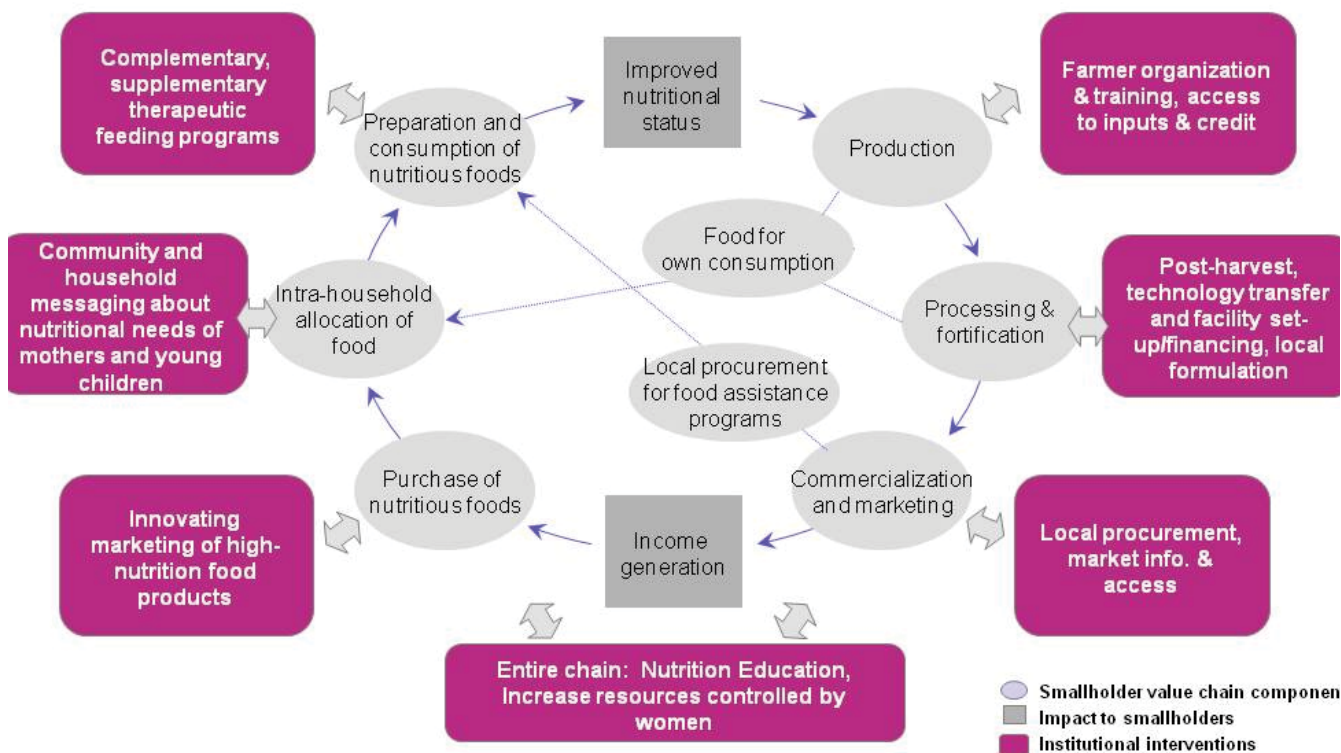 Complementary,
supplementary
therapeutic
feeding programs
Improved
nutritional
status
Farmer organization
& training, access
to inputs & credit
Preparation and
consumption of
nutritious foods
Production
Food for
own consumption
Community and
household
messaging about
nutritional needs of
mothers and young
children
Intra-household
allocation of
food
Processing &
fortification
Post-harvest,
technology transfer
and facility set-
up/financing, local
formulation
Local procurement
for food assistance
programs
Purchase of
nutritious foods
Commercialization
and marketing
Innovating
marketing of high-
nutrition food
products
Income
generation
Local procurement,
market info. &
access
Entire chain: Nutrition Education,
Increase resources controlled by
women
Smallholder value chain componen
Impact to smallholders
Institutional interventions